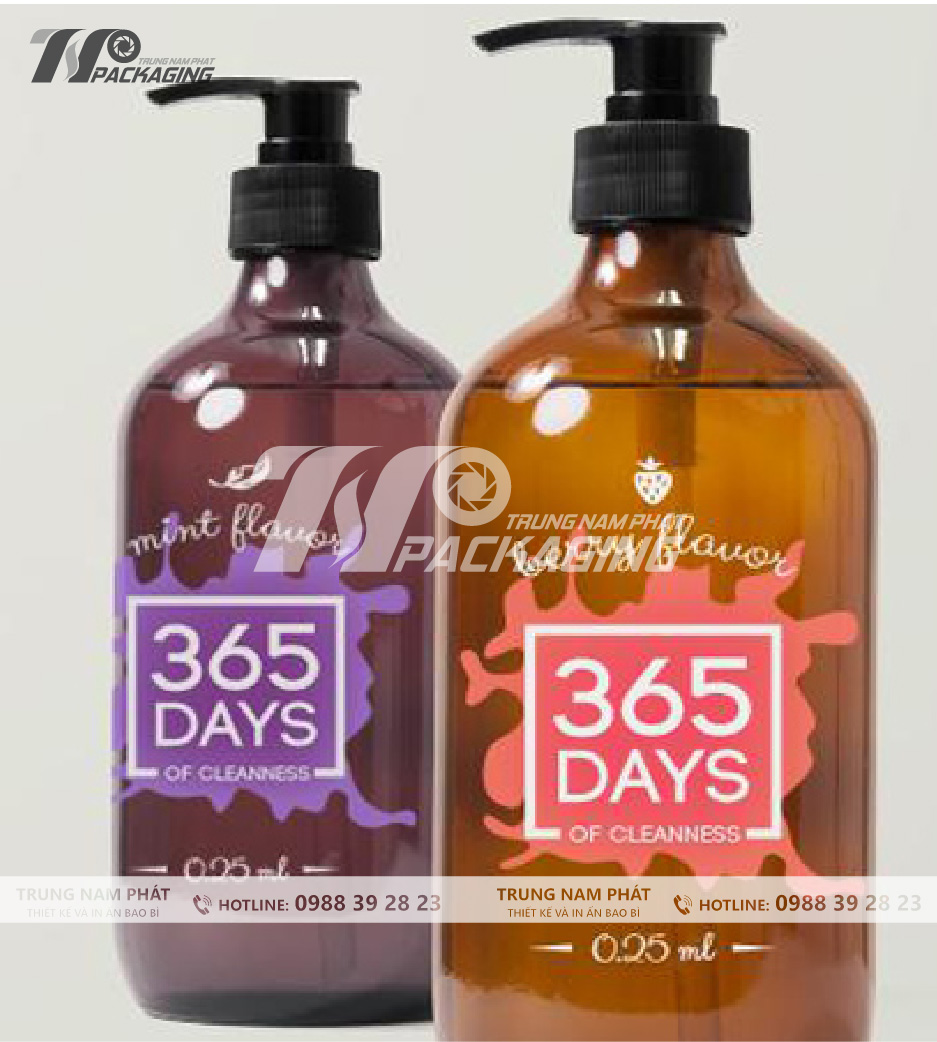 TRUNG NAM PHAT
PACKAGING
mint flavor
365
DAYS
OF CLEANNESS
0.25 ml
berry flavor
365
DAYS
OF CLEANNESS
0.25 ml
TRUNG NAM PHAT
PACKAGING
TRUNG NAM PHÁT
THIẾT KẾ VÀ IN ẤN BAO BÌ
HOTLINE: 0988 39 28 23
TRUNG NAM PHÁT
THIẾT KẾ VÀ IN ẤN BAO BÌ
HOTLINE: 0988 39 28 23